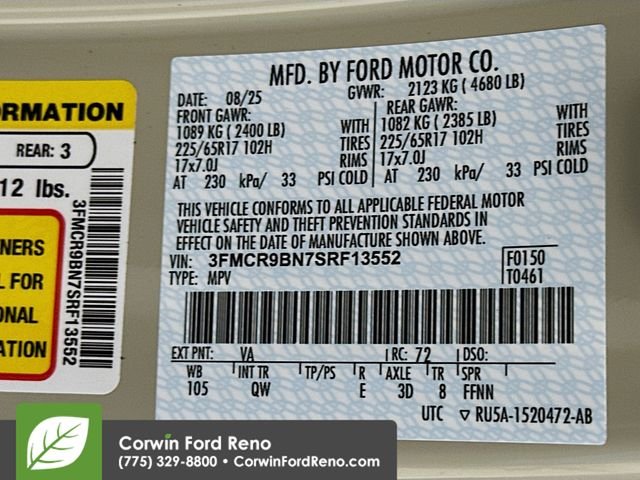 ORMATION
REAR: 3
12 lbs.
NERS
L FOR
ONAL
ATION
3FMCR9BN7SRF13552
MFD. BY FORD MOTOR CO.
DATE: 08/25 GVWR: 2123 KG ( 4680 LB)
FRONT GAWR: REAR GAWR:
1089 KG ( 2400 LB) WITH 1082 KG ( 2385 LB) WITH
225/65R17 102H TIRES 225/65R17 102H TIRES
17x7.0J RIMS 17x7.0J RIMS
AT 230 kPa/ 33 PSI COLD AT 230 kPa/ 33 PSI COLD
THIS VEHICLE CONFORMS TO ALL APPLICABLE FEDERAL MOTOR
VEHICLE SAFETY AND THEFT PREVENTION STANDARDS IN
EFFECT ON THE DATE OF MANUFACTURE SHOWN ABOVE.
VIN: 3FMCR9BN7SRF13552 F0150
TYPE: MPV T0461
EXT PNT: VA RC: 72 DSO:
WB INT TR TP/PS R AXLE TR SPR
105 QW E 3D 8 FFNN
UTC ▽ RU5A-1520472-AB
Corwin Ford Reno
(775) 329-8800 • CorwinFordReno.com